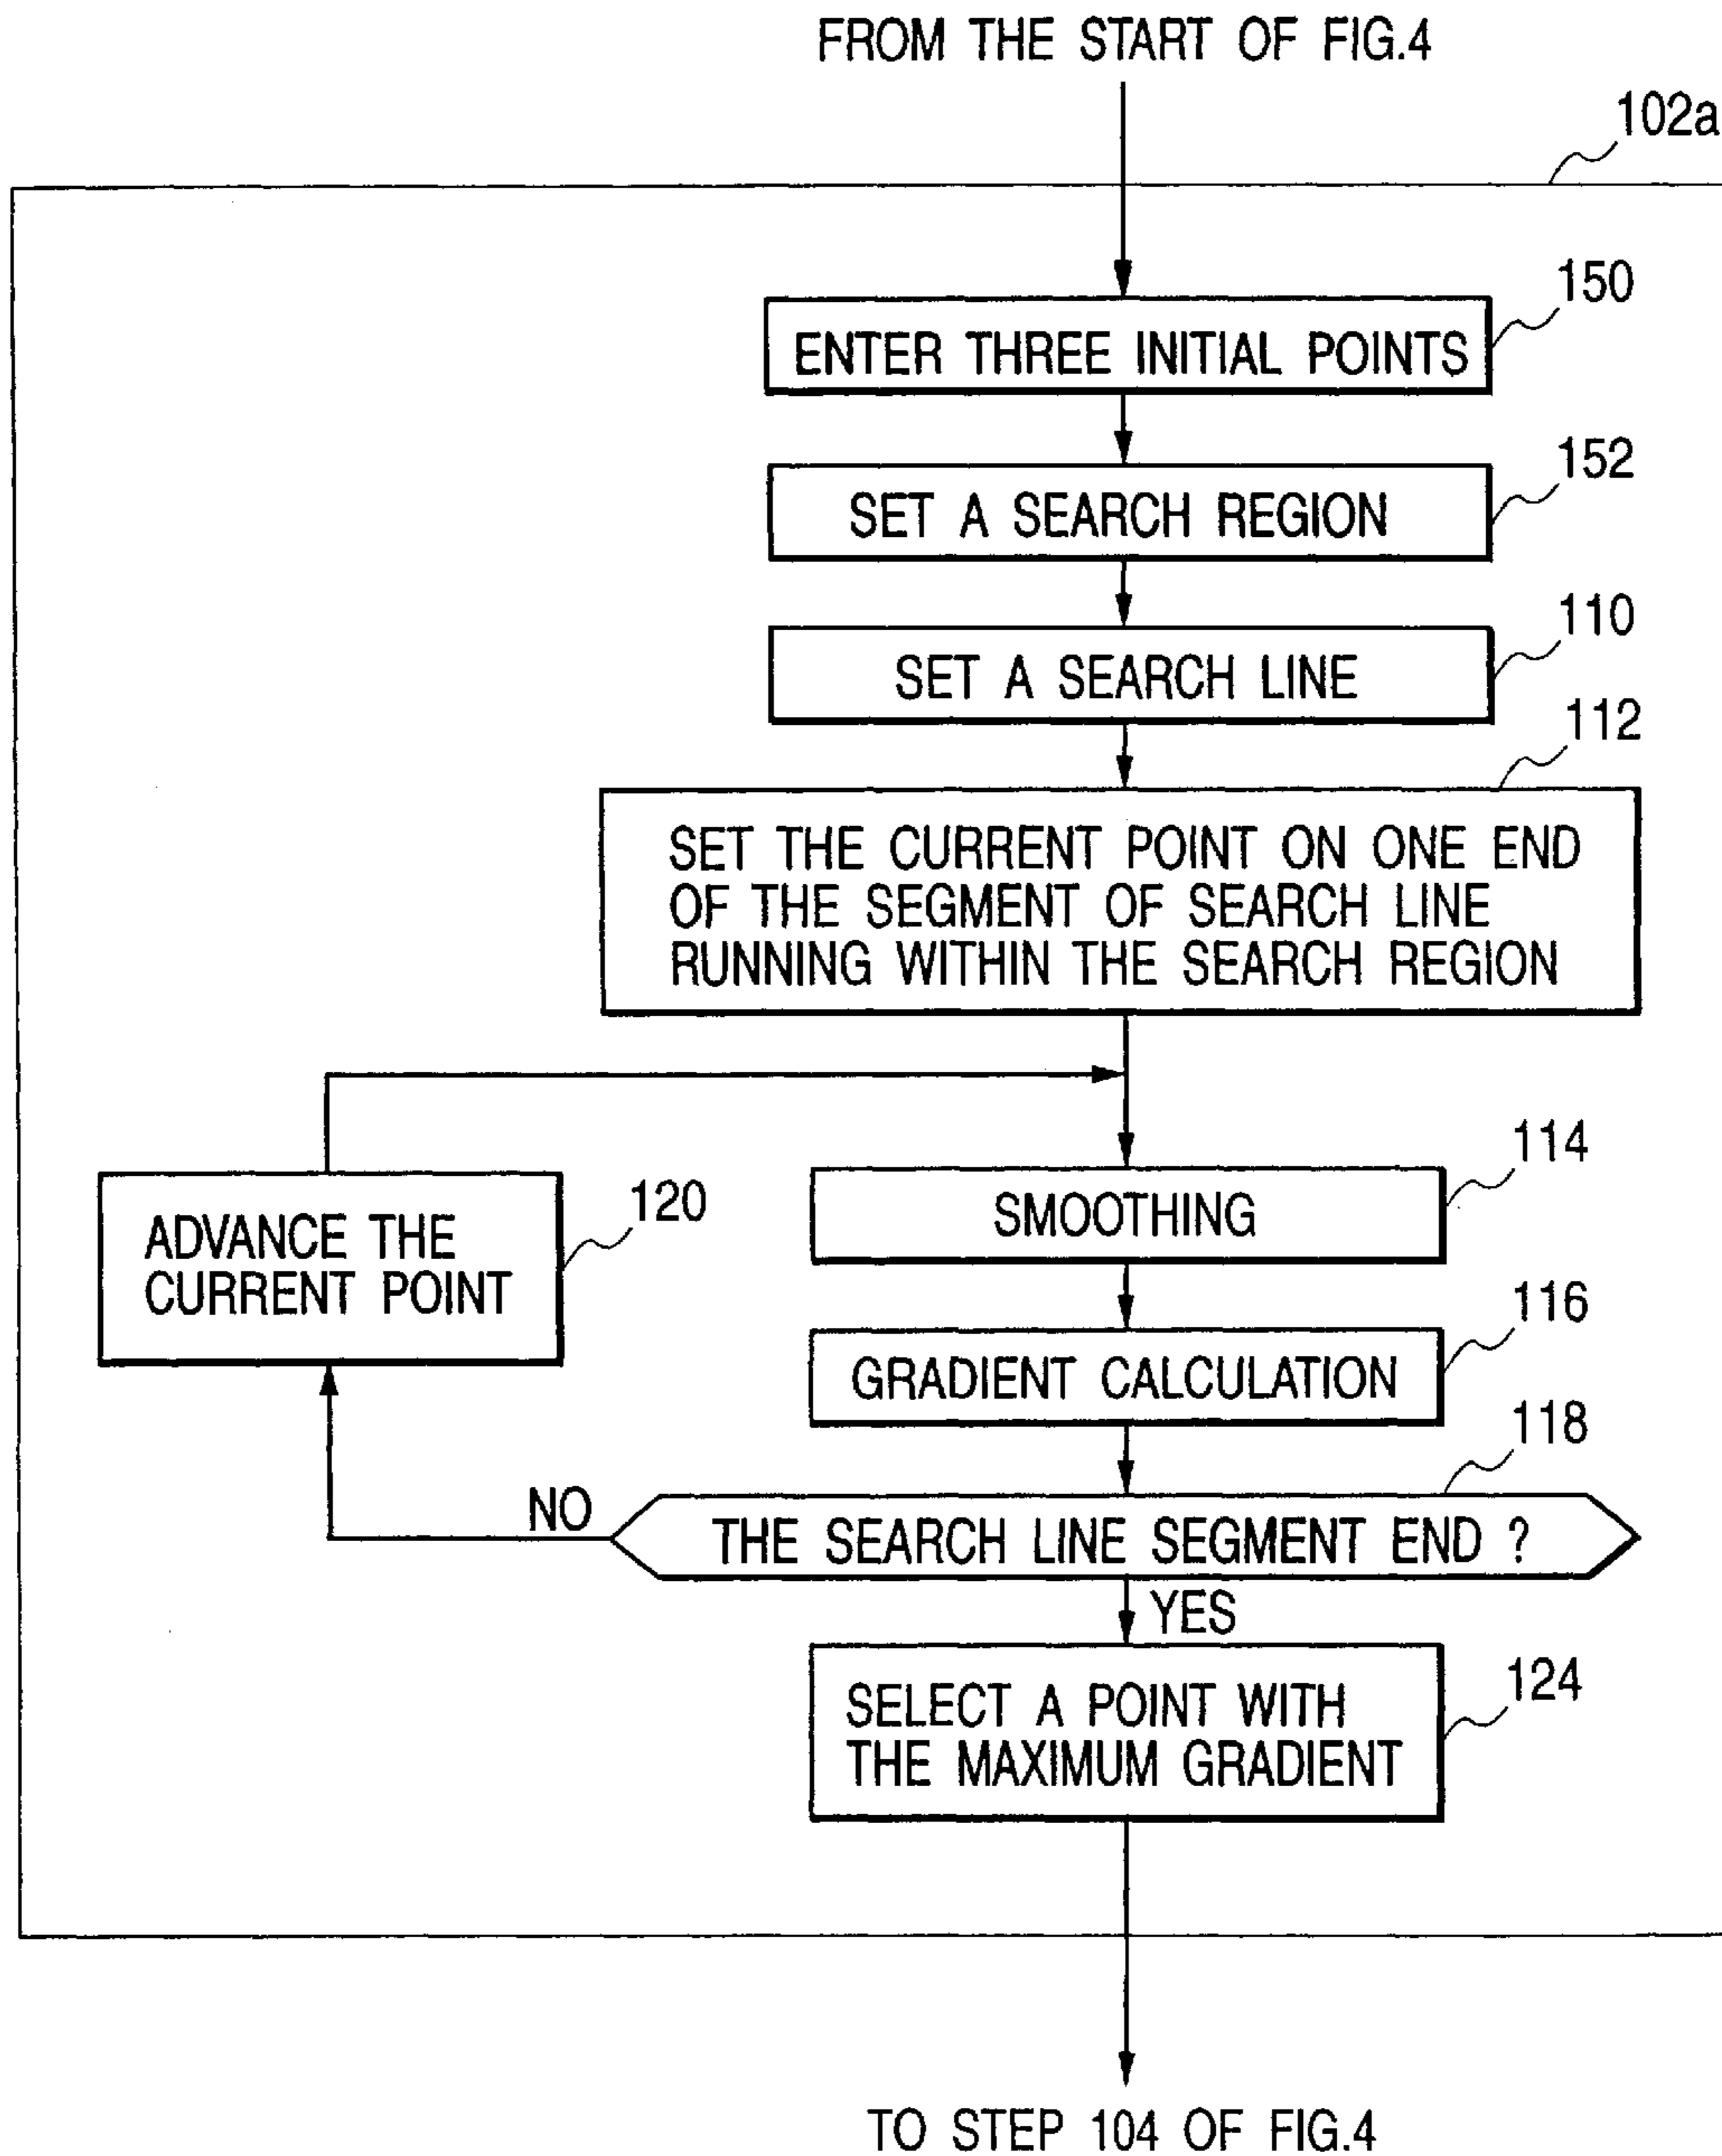 FROM THE START OF FIG.4
102a
150
ENTER THREE INITIAL POINTS
152
SET A SEARCH REGION
110
SET A SEARCH LINE
112
SET THE CURRENT POINT ON ONE END
OF THE SEGMENT OF SEARCH LINE
RUNNING WITHIN THE SEARCH REGION
114
SMOOTHING
120
ADVANCE THE
CURRENT POINT
116
GRADIENT CALCULATION
118
NO
THE SEARCH LINE SEGMENT END ?
YES
124
SELECT A POINT WITH
THE MAXIMUM GRADIENT
TO STEP 104 OF FIG.4